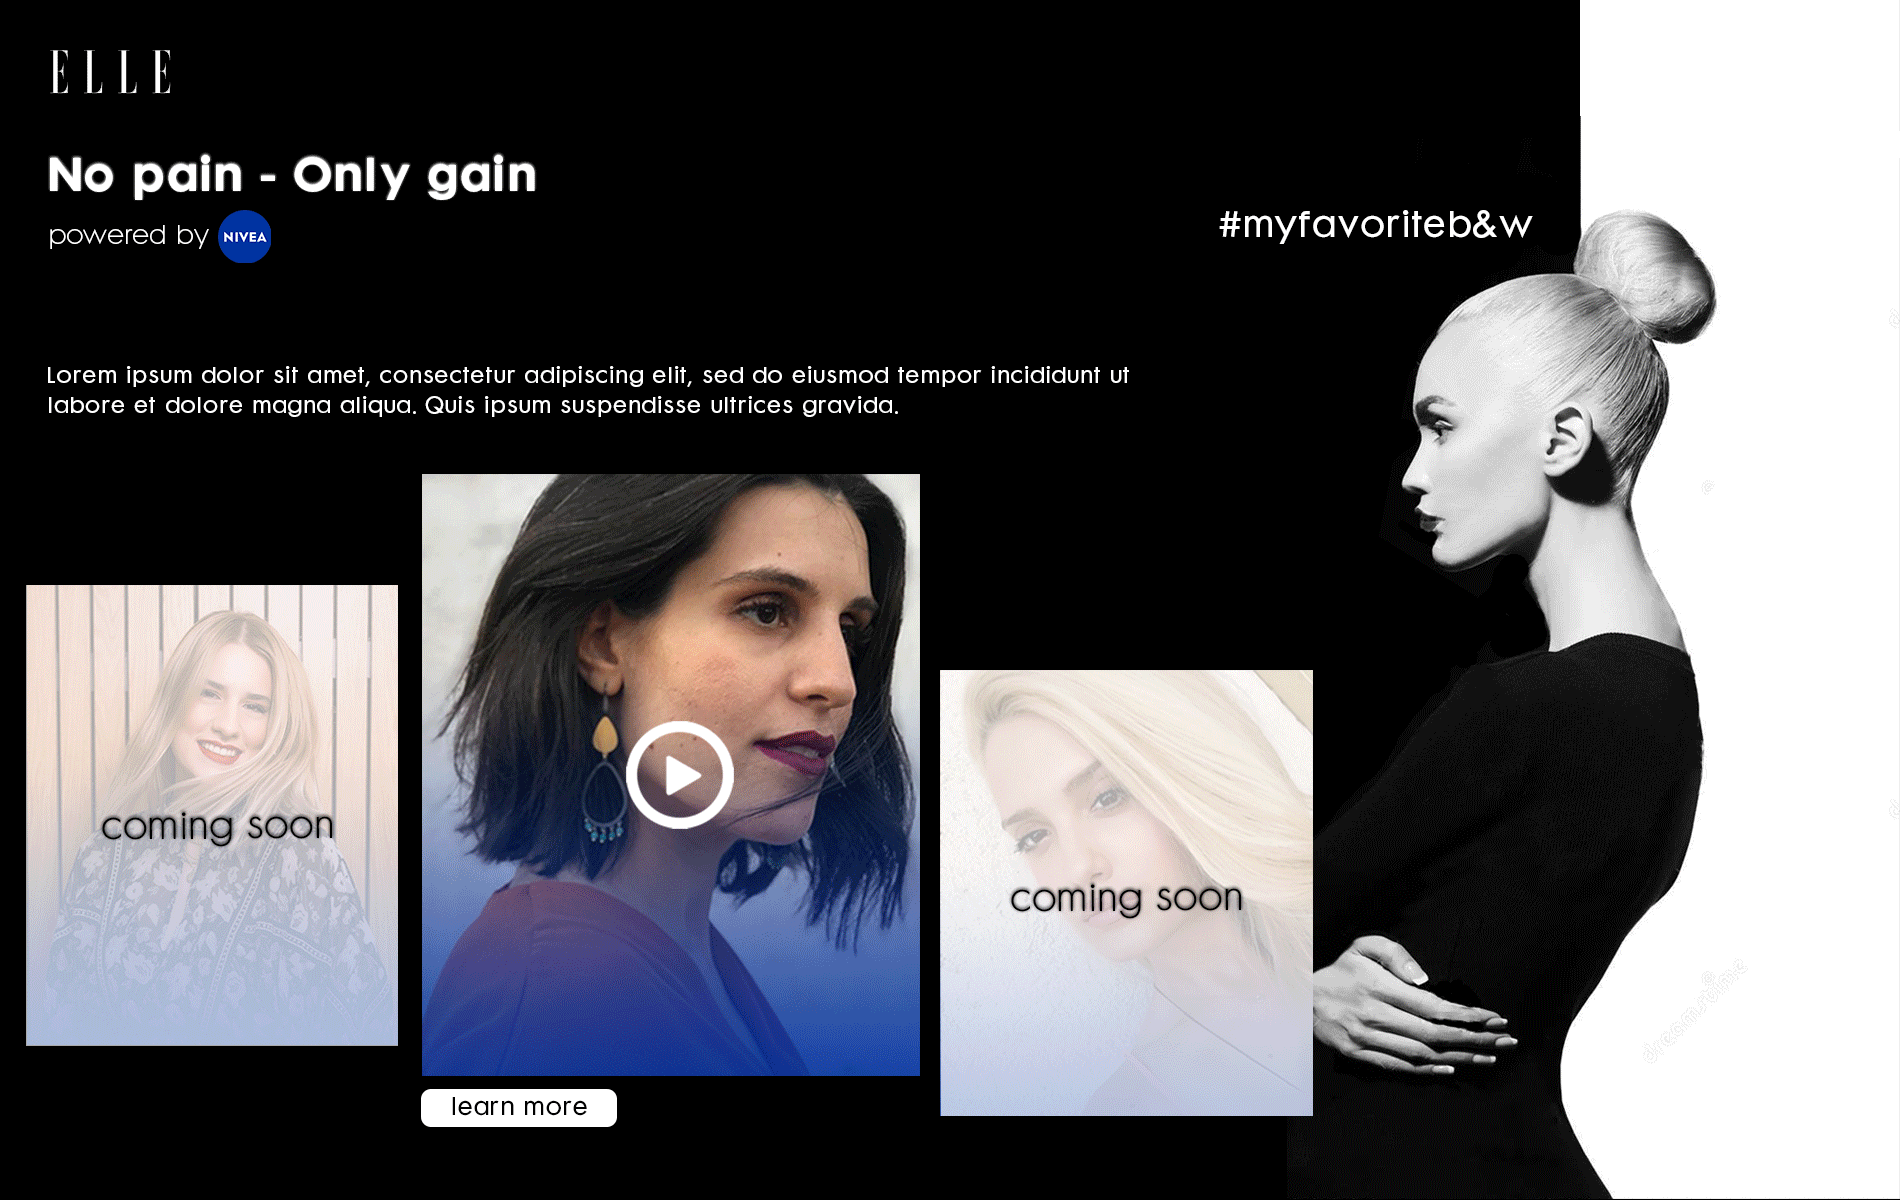 ELLE
No pain - Only gain
powered by NIVEA
#myfavoriteb&w
Lorem ipsum dolor sit amet, consectetur adipiscing elit, sed do eiusmod tempor incididunt ut
labore et dolore magna aliqua. Quis ipsum suspendisse ultrices gravida.
coming soon
coming soon
learn more
dreamstime